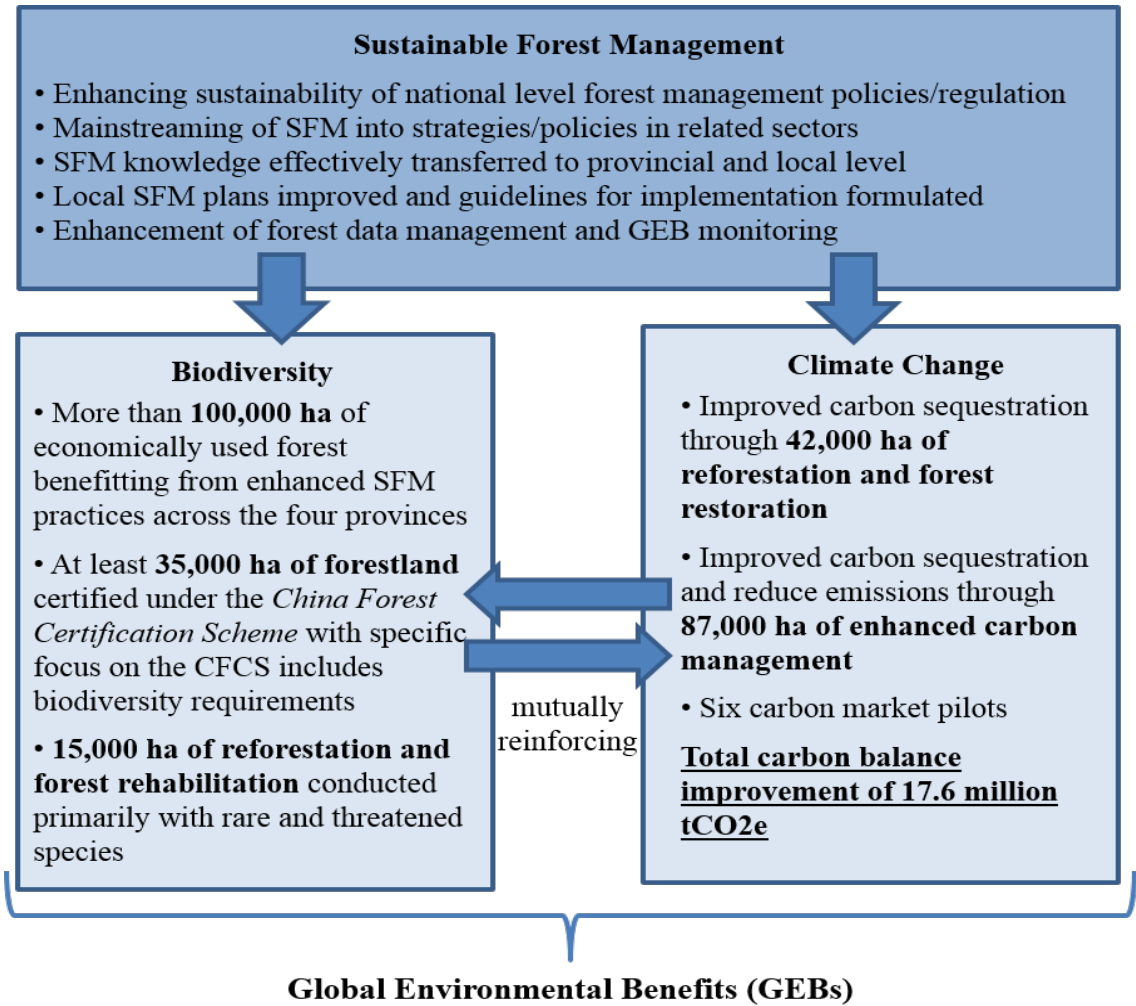 Sustainable Forest Management
• Enhancing sustainability of national level forest management policies/regulation
• Mainstreaming of SFM into strategies/policies in related sectors
• SFM knowledge effectively transferred to provincial and local level
• Local SFM plans improved and guidelines for implementation formulated
• Enhancement of forest data management and GEB monitoring
Biodiversity
• More than 100,000 ha of
economically used forest
benefitting from enhanced SFM
practices across the four provinces
• At least 35,000 ha of forestland
certified under the China Forest
Certification Scheme with specific
focus on the CFCS includes
biodiversity requirements
• 15,000 ha of reforestation and
forest rehabilitation conducted
primarily with rare and threatened
species
mutually
reinforcing
Climate Change
• Improved carbon sequestration
through 42,000 ha of
reforestation and forest
restoration
• Improved carbon sequestration
and reduce emissions through
87,000 ha of enhanced carbon
management
• Six carbon market pilots
Total carbon balance
improvement of 17.6 million
tCO2e
Global Environmental Benefits (GEBs)